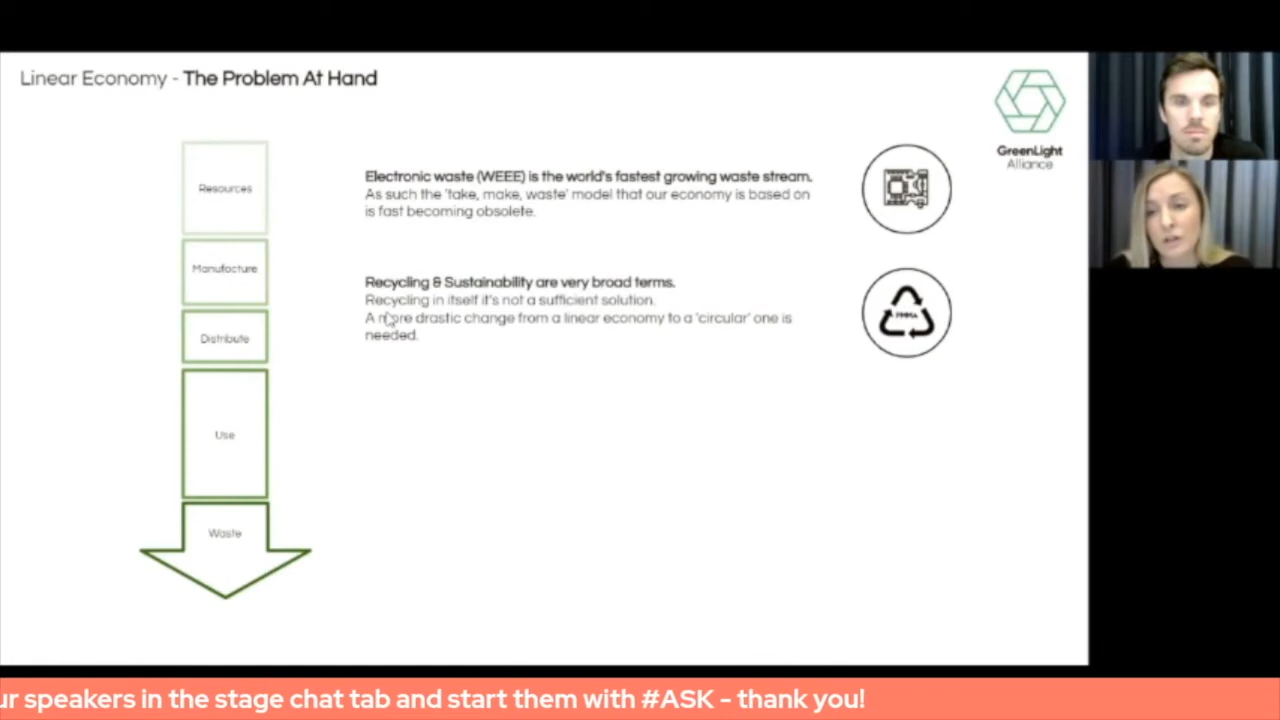 Linear Economy - The Problem At Hand
GreenLight
Alliance
Resources
Manufacture
Distribute
Use
Waste
Electronic waste (WEEE) is the world's fastest growing waste stream.
As such the 'take, make, waste' model that our economy is based on
is fast becoming obsolete.
Recycling & Sustainability are very broad terms.
Recycling in itself it's not a sufficient solution.
A more drastic change from a linear economy to a 'circular' one is
needed.
ur speakers in the stage chat tab and start them with #ASK - thank you!